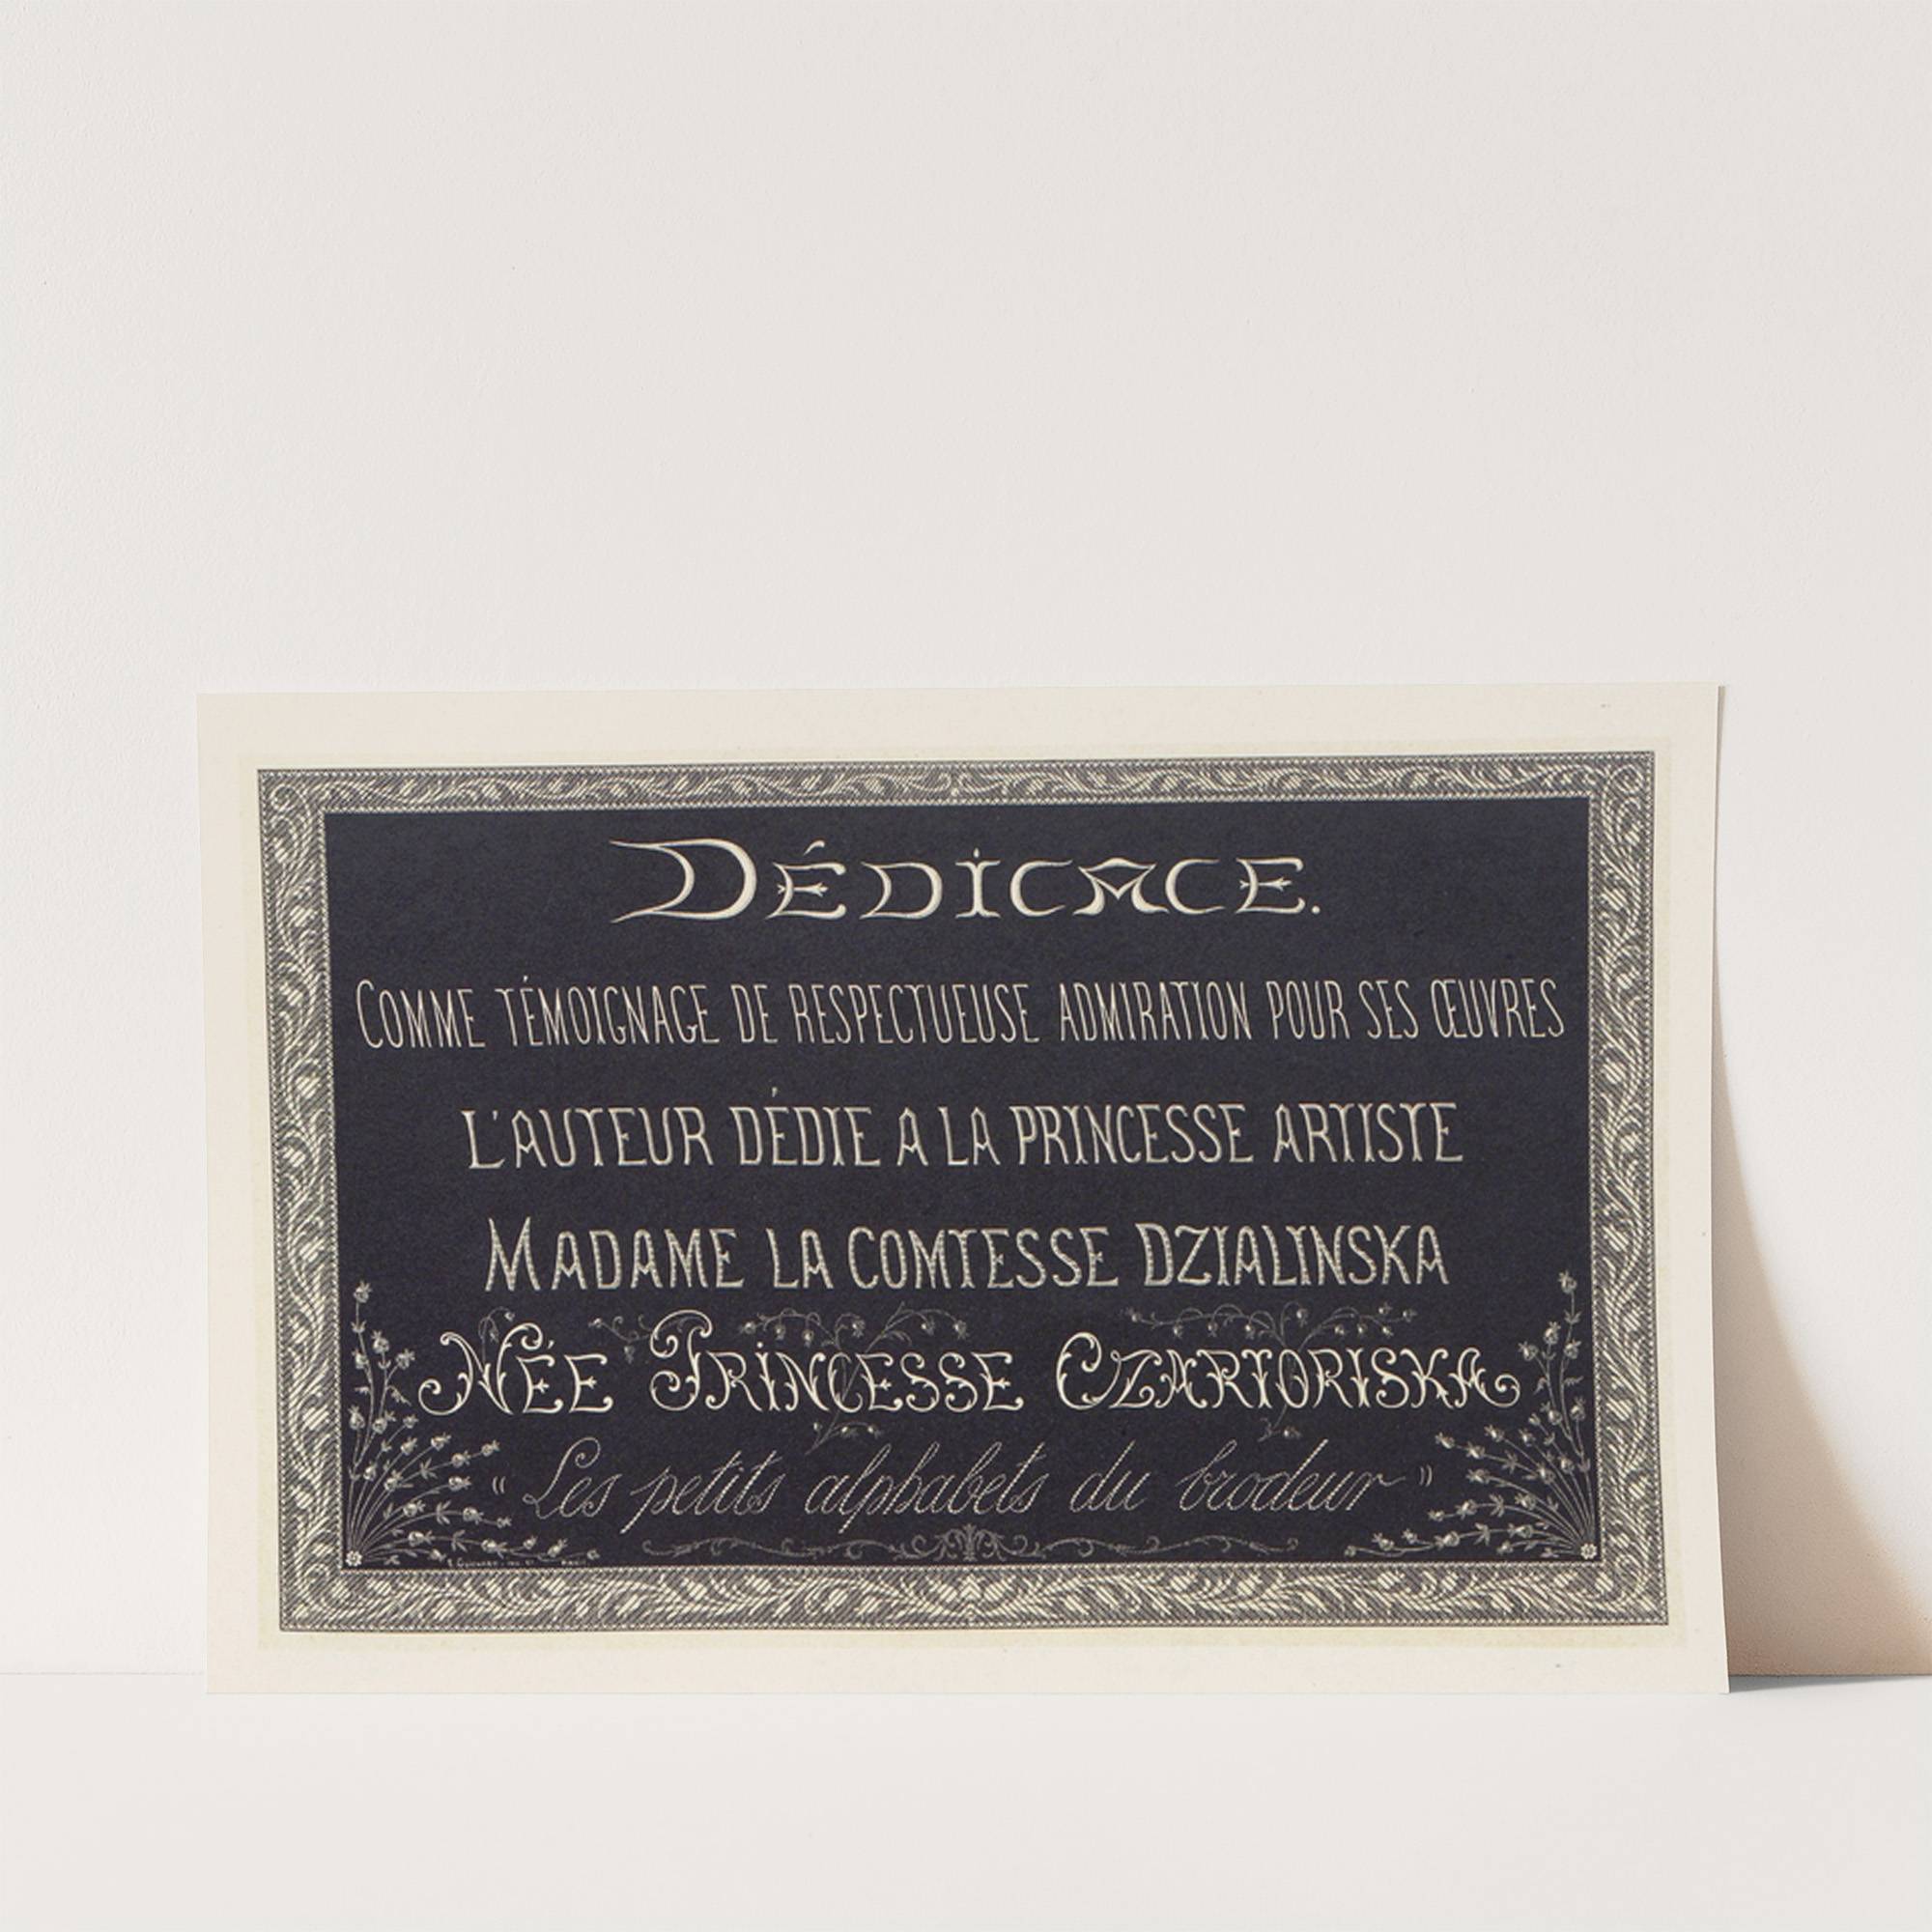 DÉDICACE.
COMME TÉMOIGNAGE DE RESPECTUEUSE ADMIRATION POUR SES ŒUVRES
L'AUTEUR DÉDIE A LA PRINCESSE ARTISTE
MADAME LA COMTESSE DZIALINSKA
NÉE PRINCESSE CZARTORISKA
"Les petits alphabets du brodeur"